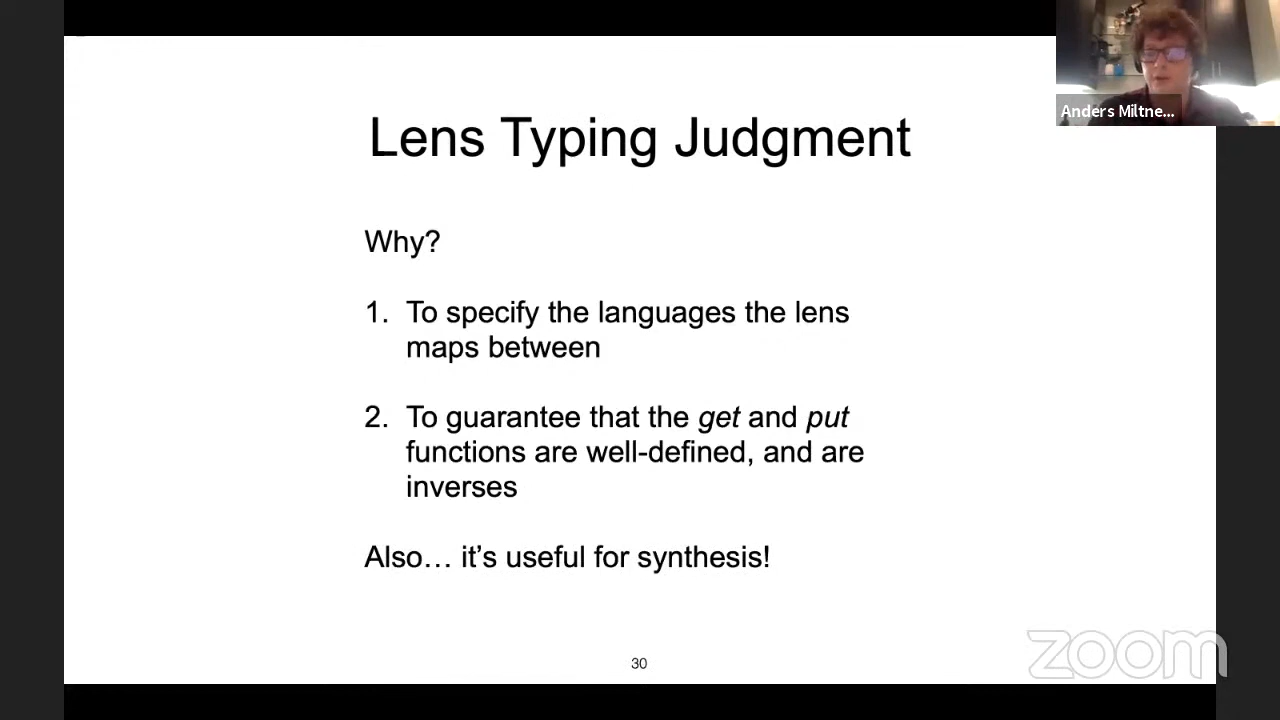 Anders Miltne...
Lens Typing Judgment
Why?
1. To specify the languages the lens
maps between
2. To guarantee that the get and put
functions are well-defined, and are
inverses
Also... it's useful for synthesis!
30
zoom